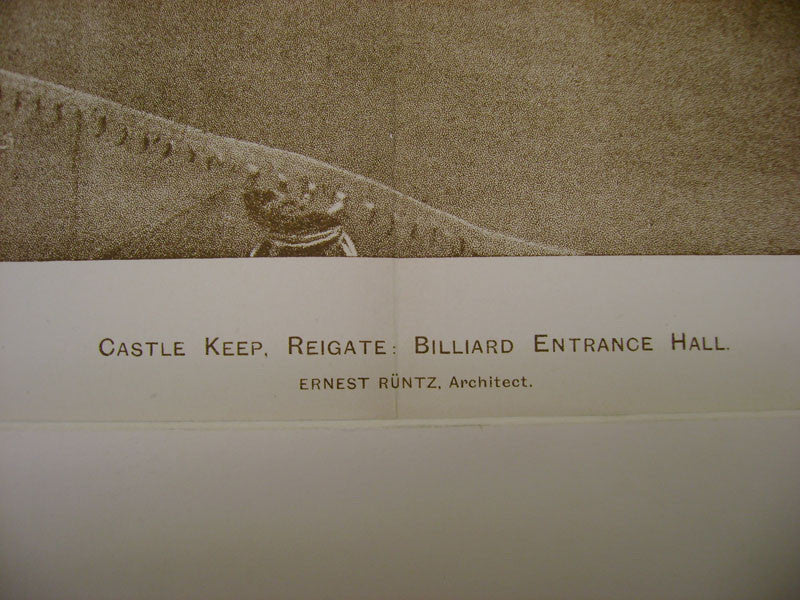 Castle Keep, Reigate: Billiard Entrance Hall.
ERNEST RÜNTZ, Architect.